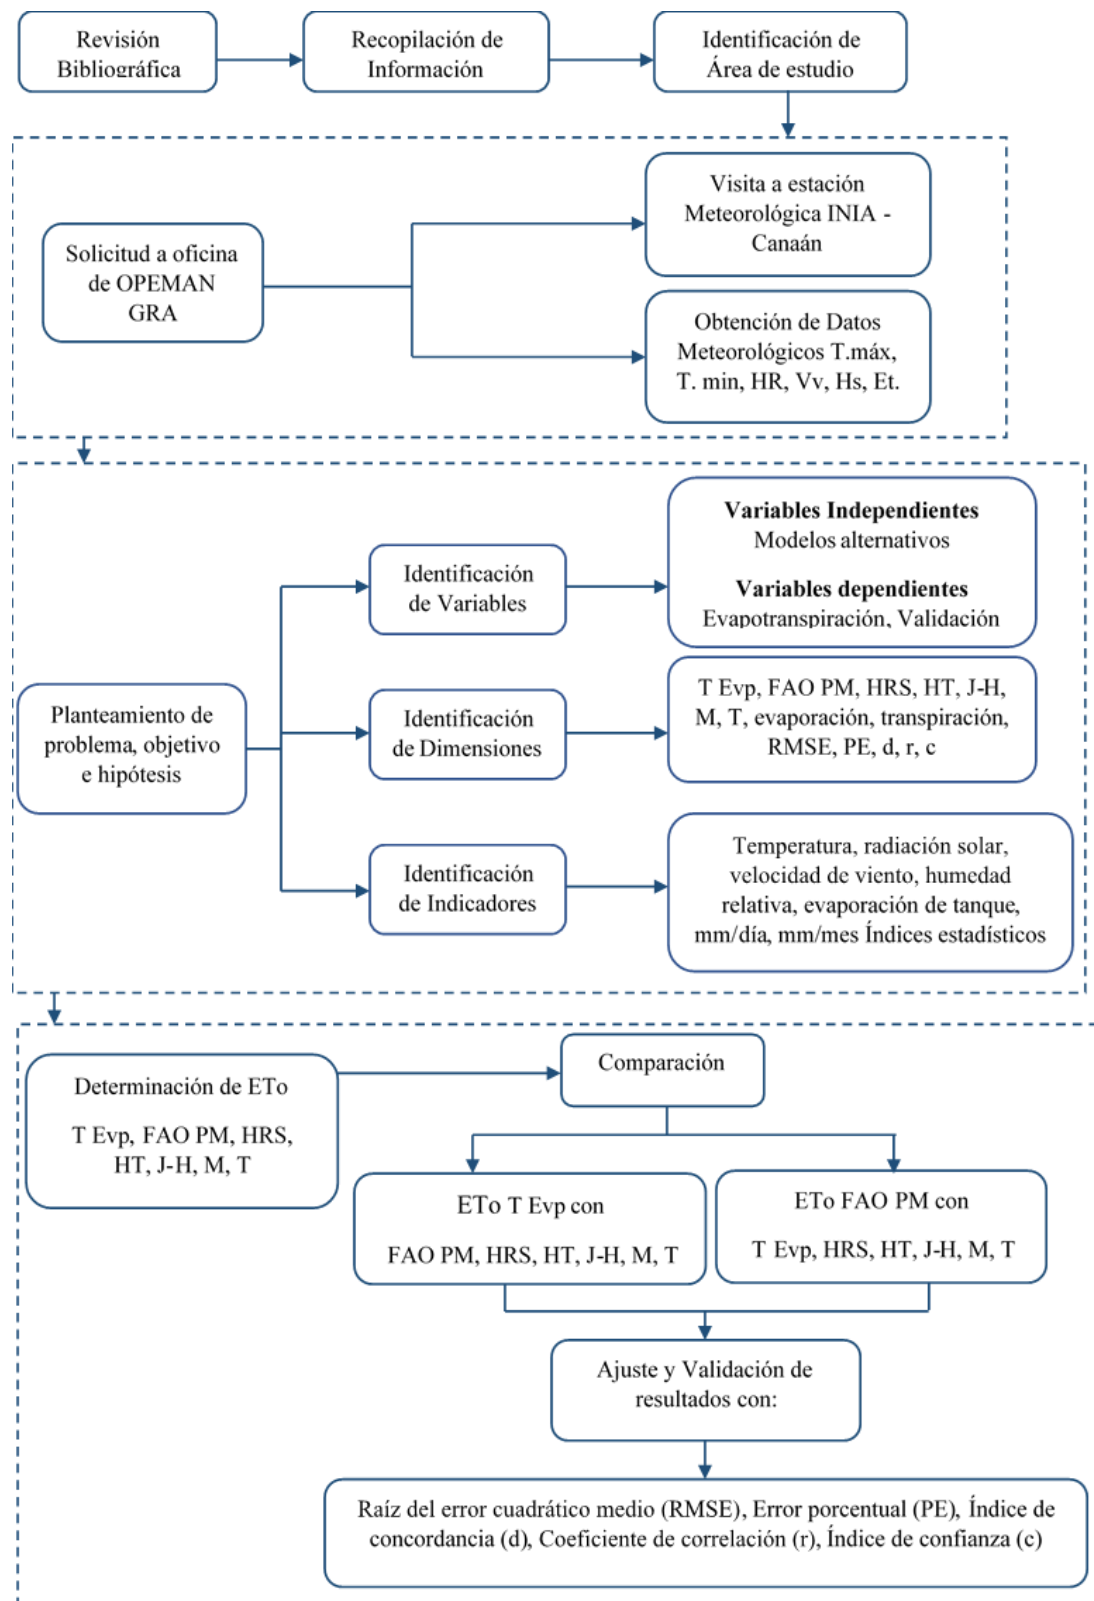 Revisión
Bibliográfica
Recopilación de
Información
Identificación de
Área de estudio
Solicitud a oficina
de OPEMAN
GRA
Visita a estación
Meteorológica INIA -
Canaán
Obtención de Datos
Meteorológicos T.máx,
T. min, HR, Vv, Hs, Et.
Planteamiento de
problema, objetivo
e hipótesis
Identificación
de Variables
Variables Independientes
Modelos alternativos
Variables dependientes
Evapotranspiración, Validación
Identificación
de Dimensiones
T Evp, FAO PM, HRS, HT, J-H,
M, T, evaporación, transpiración,
RMSE, PE, d, r, c
Identificación
de Indicadores
Temperatura, radiación solar,
velocidad de viento, humedad
relativa, evaporación de tanque,
mm/día, mm/mes Índices estadísticos
Determinación de ETo
T Evp, FAO PM, HRS,
HT, J-H, M, T
Comparación
ETo T Evp con
FAO PM, HRS, HT, J-H, M, T
ETo FAO PM con
T Evp, HRS, HT, J-H, M, T
Ajuste y Validación de
resultados con:
Raíz del error cuadrático medio (RMSE), Error porcentual (PE), Índice de
concordancia (d), Coeficiente de correlación (r), Índice de confianza (c)